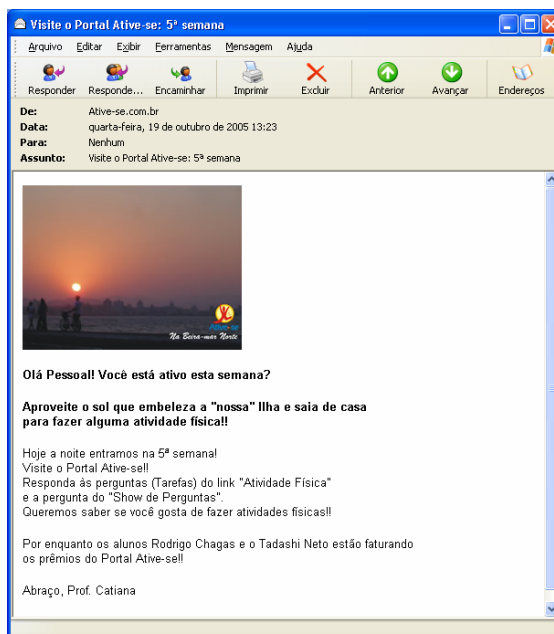 Visite o Portal Ative-se: 5ª semana
Arquivo Editar Exibir Ferramentas Mensagem Ajuda
Responder Responde... Encaminhar Imprimir Excluir Anterior Avançar Endereços
De: Ative-se.com.br
Data: quarta-feira, 19 de outubro de 2005 13:23
Para: Nenhum
Assunto: Visite o Portal Ative-se: 5ª semana
Ative-se
Na Beira-mar Norte
Olá Pessoal! Você está ativo esta semana?
Aproveite o sol que embeleza a "nossa" Ilha e saia de casa
para fazer alguma atividade física!!
Hoje a noite entramos na 5ª semana!
Visite o Portal Ative-se!!
Responda às perguntas (Tarefas) do link "Atividade Física"
e a pergunta do "Show de Perguntas".
Queremos saber se você gosta de fazer atividades físicas!!
Por enquanto os alunos Rodrigo Chagas e o Tadashi Neto estão faturando
os prêmios do Portal Ative-se!!
Abraço, Prof. Catiana